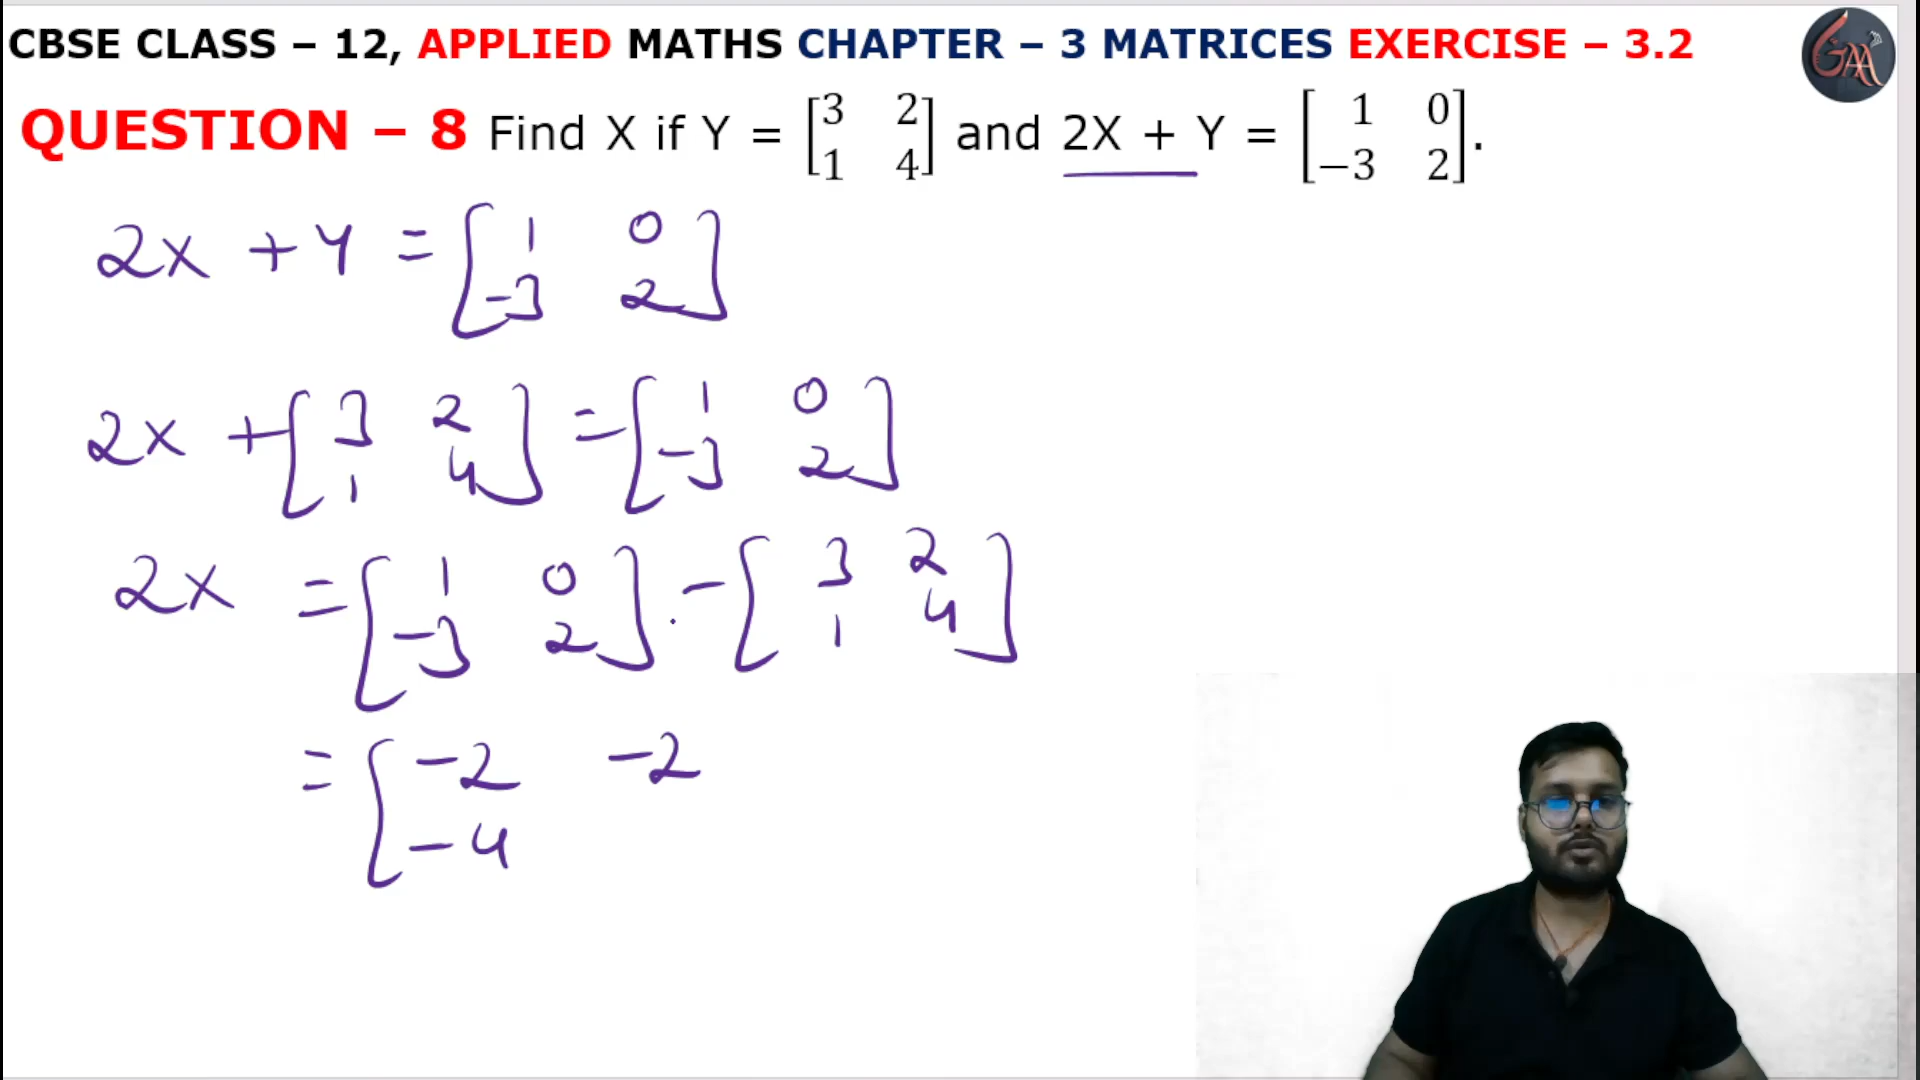 CBSE CLASS – 12, APPLIED MATHS CHAPTER – 3 MATRICES EXERCISE – 3.2
QUESTION – 8 Find X if Y = [3 2; 1 4] and 2X + Y = [1 0; −3 2].
2X + Y = [1 0; -3 2]
2X + [3 2; 1 4] = [1 0; -3 2]
2X = [1 0; -3 2] - [3 2; 1 4]
= [-2 -2; -4